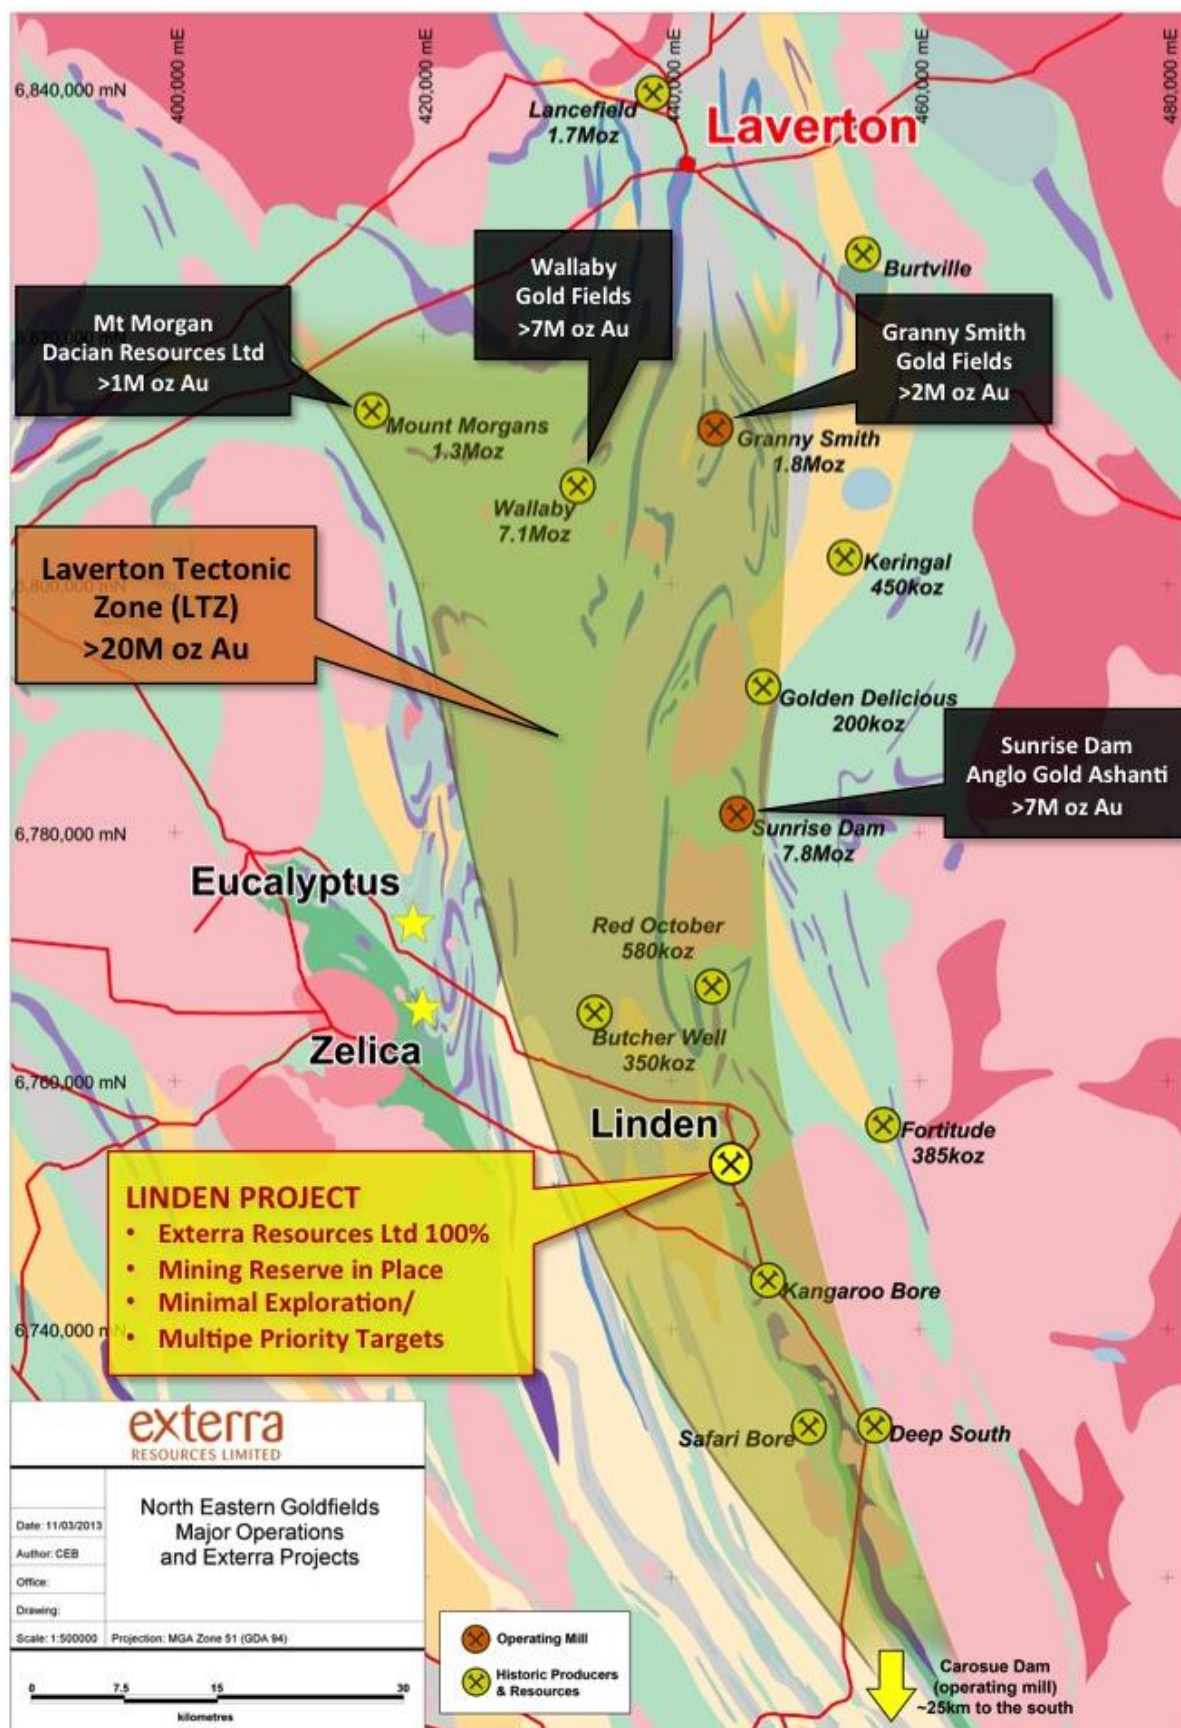 400,000 mE
420,000 mE
440,000 mE
460,000 mE
480,000 mE
6,840,000 mN
Lancefield
1.7Moz
Laverton
Wallaby
Gold Fields
>7M oz Au
Burtville
Mt Morgan
Dacian Resources Ltd
>1M oz Au
Granny Smith
Gold Fields
>2M oz Au
6,820,000 mN
Mount Morgans
1.3Moz
Granny Smith
1.8Moz
Wallaby
7.1Moz
Laverton Tectonic
Zone (LTZ)
>20M oz Au
Keringal
450koz
6,800,000 mN
Golden Delicious
200koz
Sunrise Dam
Anglo Gold Ashanti
>7M oz Au
6,780,000 mN
Sunrise Dam
7.8Moz
Eucalyptus
Red October
580koz
Zelica
Butcher Well
350koz
6,760,000 mN
Linden
Fortitude
385koz
LINDEN PROJECT
• Exterra Resources Ltd 100%
• Mining Reserve in Place
• Minimal Exploration/
• Multipe Priority Targets
Kangaroo Bore
6,740,000 mN
Safari Bore
Deep South
exterra
RESOURCES LIMITED
North Eastern Goldfields
Major Operations
and Exterra Projects
Date: 11/03/2013
Author: CEB
Office:
Drawing:
Scale: 1:500000 Projection: MGA Zone 51 (GDA 94)
0 7.5 15 30
kilometres
Operating Mill
Historic Producers
& Resources
Carosue Dam
(operating mill)
~25km to the south